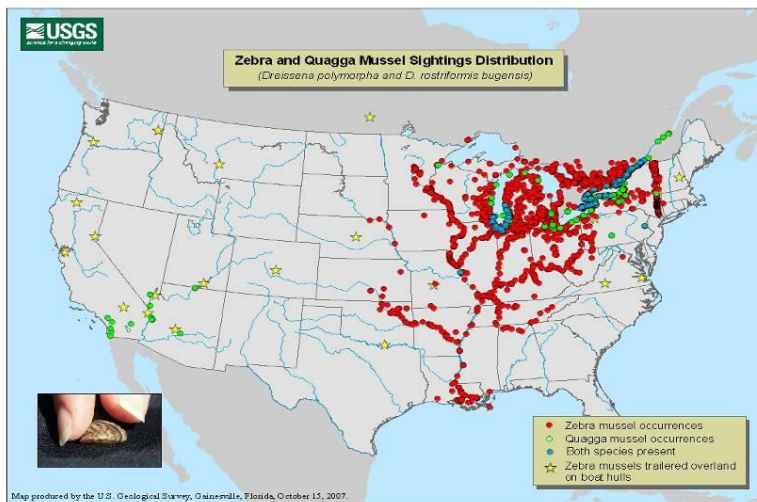 USGS
science for a changing world
Zebra and Quagga Mussel Sightings Distribution
(Dreissena polymorpha and D. rostriformis bugensis)
Zebra mussel occurrences
Quagga mussel occurrences
Both species present
Zebra mussels trailered overland
on boat hulls
Map produced by the U.S. Geological Survey, Gainesville, Florida, October 15, 2007.